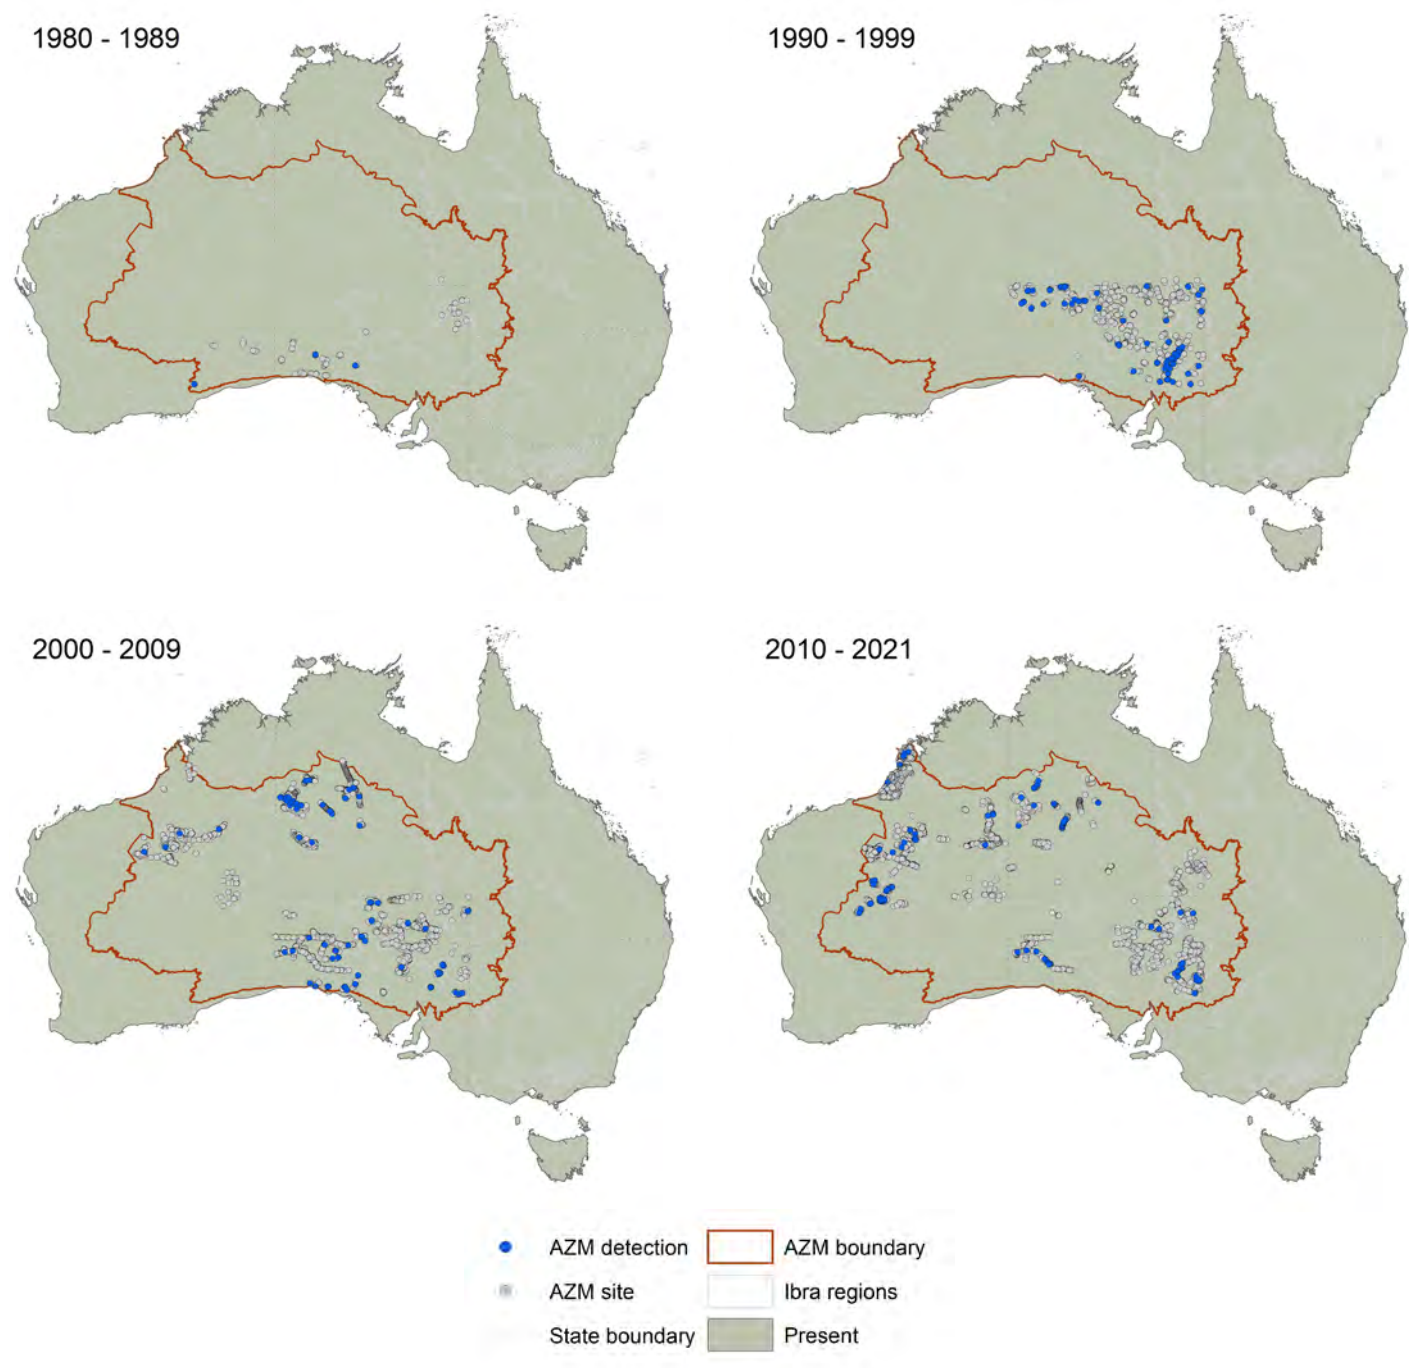 1980 - 1989
1990 - 1999
2000 - 2009
2010 - 2021
AZM detection
AZM boundary
AZM site
Ibra regions
State boundary
Present